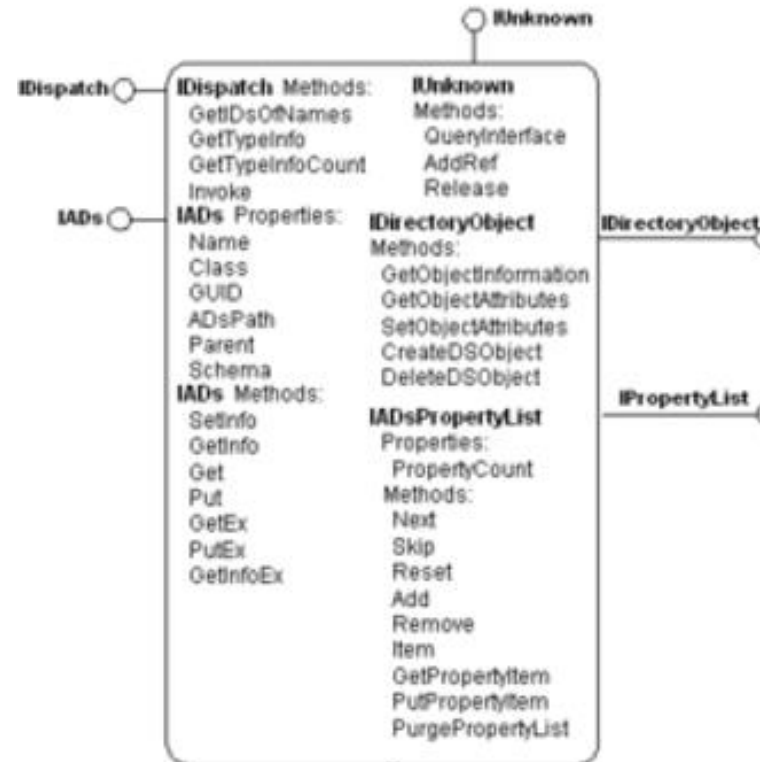 IUnknown
IDispatch
IADs
IDispatch Methods:
GetIDsOfNames
GetTypeInfo
GetTypeInfoCount
Invoke
IADs Properties:
Name
Class
GUID
ADsPath
Parent
Schema
IADs Methods:
SetInfo
GetInfo
Get
Put
GetEx
PutEx
GetInfoEx
IUnknown
Methods:
QueryInterface
AddRef
Release
IDirectoryObject
Methods:
GetObjectInformation
GetObjectAttributes
SetObjectAttributes
CreateDSObject
DeleteDSObject
IADsPropertyList
Properties:
PropertyCount
Methods:
Next
Skip
Reset
Add
Remove
Item
GetPropertyItem
PutPropertyItem
PurgePropertyList
IDirectoryObject
IPropertyList